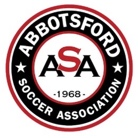 ABBOTSFORD
ASA
-1968-
SOCCER ASSOCIATION